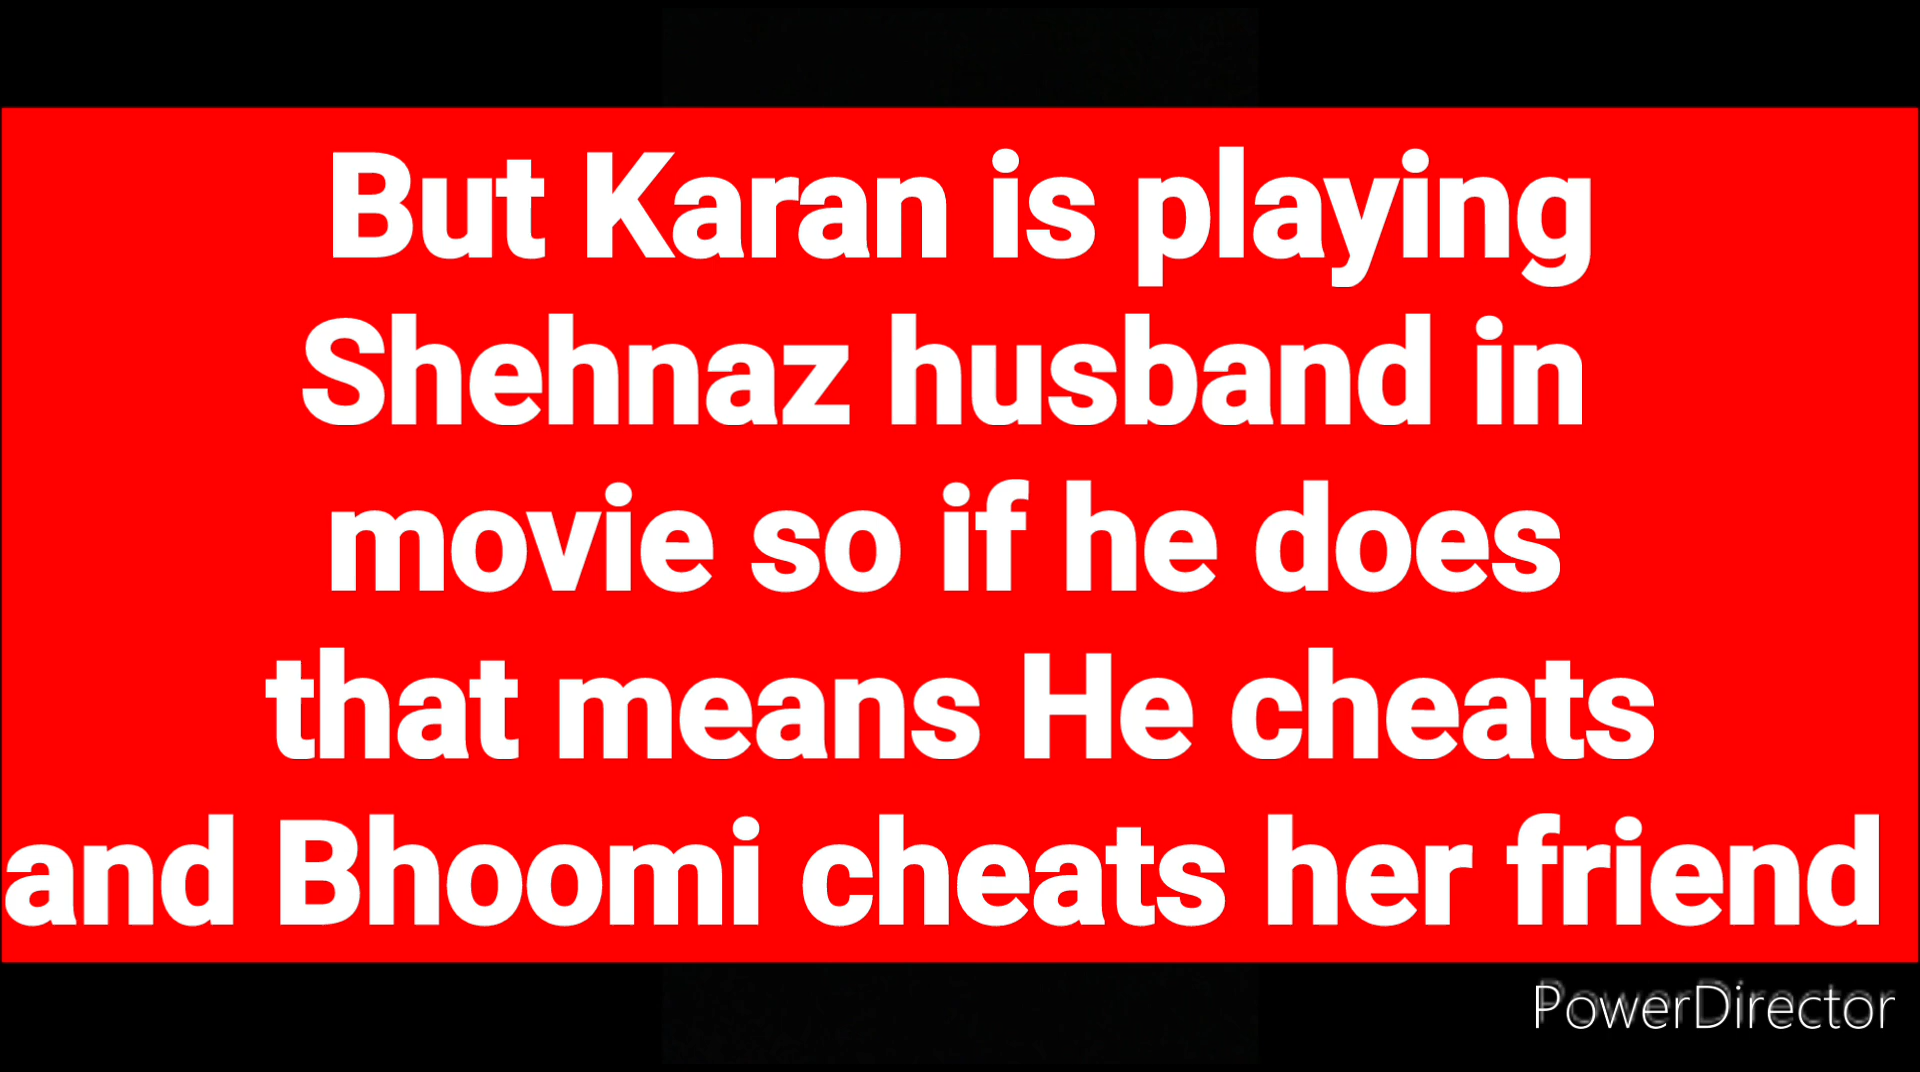 But Karan is playing
Shehnaz husband in
movie so if he does
that means He cheats
and Bhoomi cheats her friend
PowerDirector